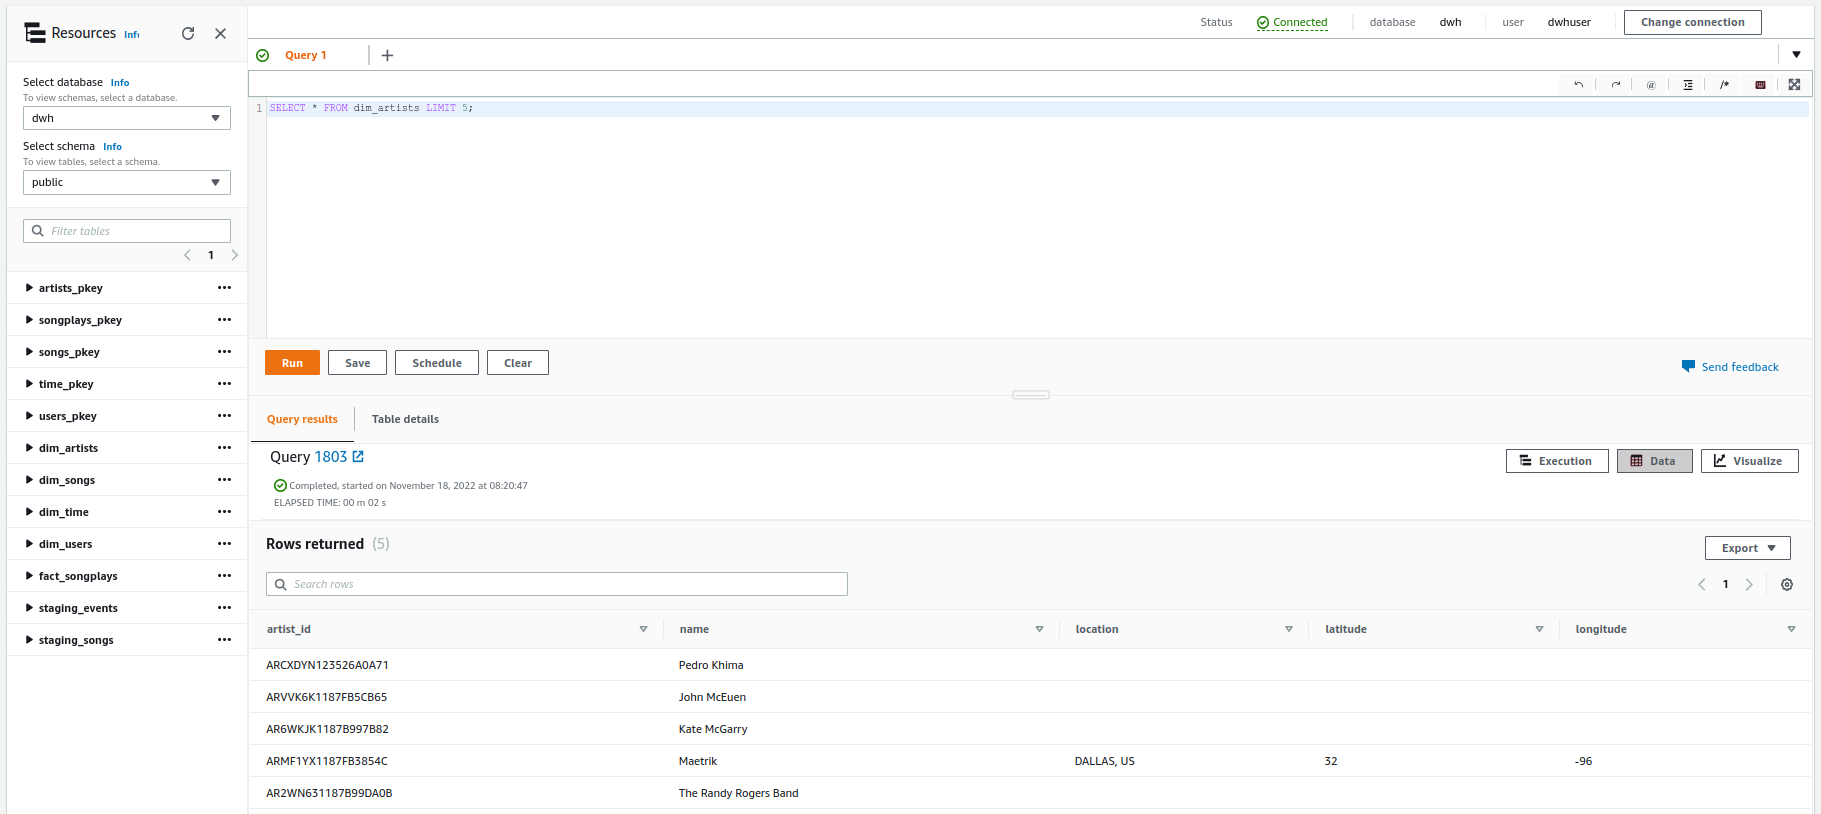 Resources Info
Status Connected database dwh user dwhuser Change connection
Query 1
Select database Info
To view schemas, select a database.
dwh
Select schema Info
To view tables, select a schema.
public
Filter tables
1
artists_pkey
songplays_pkey
songs_pkey
time_pkey
users_pkey
dim_artists
dim_songs
dim_time
dim_users
fact_songplays
staging_events
staging_songs
@ /*
1 SELECT * FROM dim_artists LIMIT 5;
Run Save Schedule Clear
Send feedback
Query results Table details
Query 1803
Execution Data Visualize
Completed, started on November 18, 2022 at 08:20:47
ELAPSED TIME: 00 m 02 s
Rows returned (5)
Export
Search rows
1
artist_id name location latitude longitude
ARCXDYN123526A0A71 Pedro Khima
ARVVK6K1187FB5CB65 John McEuen
AR6WKJK1187B997B82 Kate McGarry
ARMF1YX1187FB3854C Maetrik DALLAS, US 32 -96
AR2WN631187B99DA0B The Randy Rogers Band